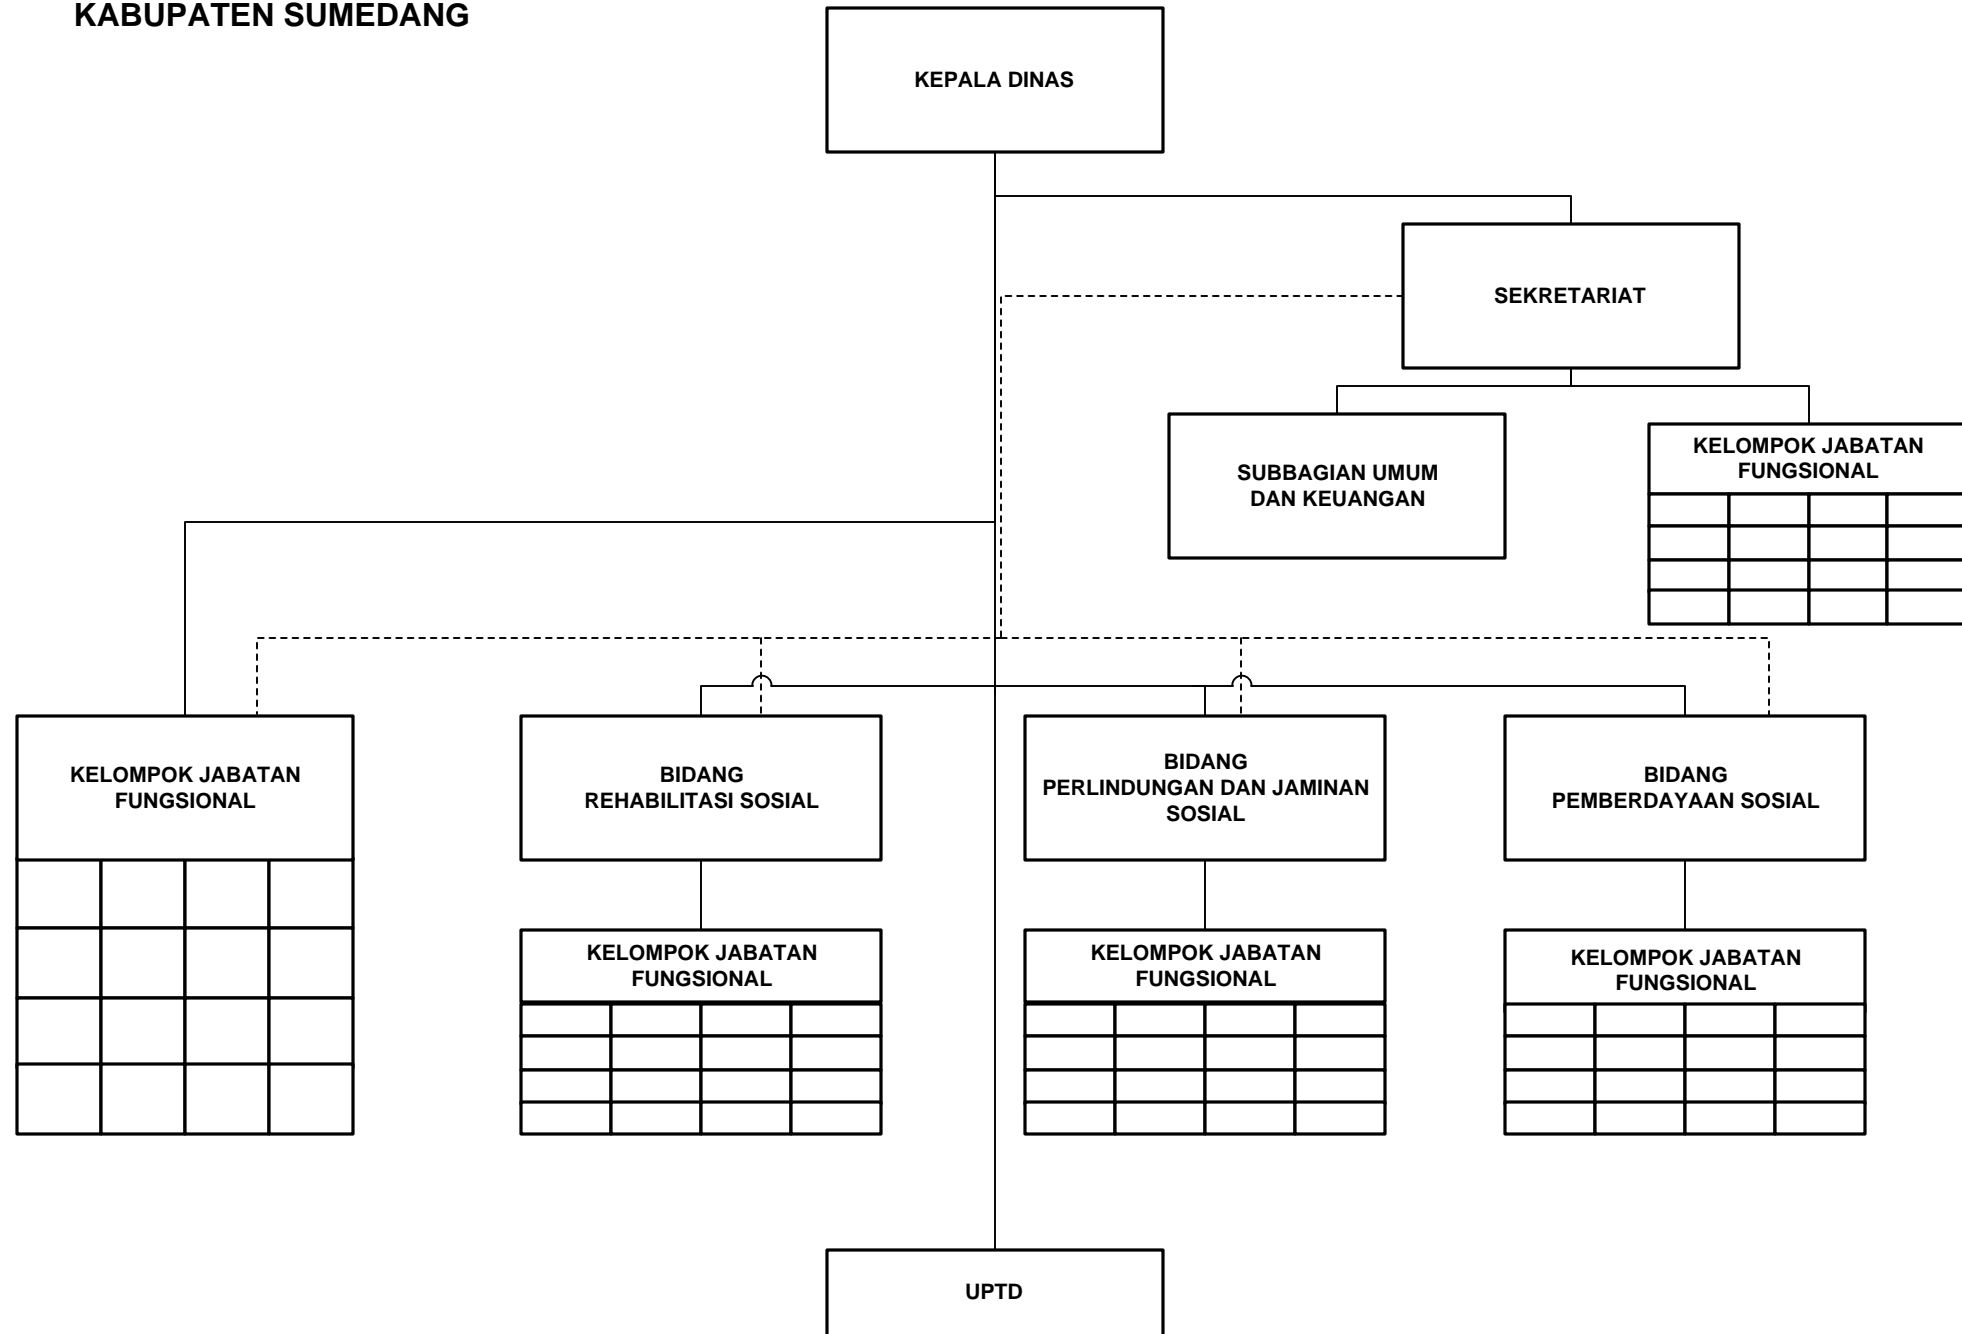 KABUPATEN SUMEDANG
KEPALA DINAS
SEKRETARIAT
SUBBAGIAN UMUM
DAN KEUANGAN
KELOMPOK JABATAN
FUNGSIONAL
KELOMPOK JABATAN
FUNGSIONAL
BIDANG
REHABILITASI SOSIAL
BIDANG
PERLINDUNGAN DAN JAMINAN
SOSIAL
BIDANG
PEMBERDAYAAN SOSIAL
KELOMPOK JABATAN
FUNGSIONAL
KELOMPOK JABATAN
FUNGSIONAL
KELOMPOK JABATAN
FUNGSIONAL
UPTD